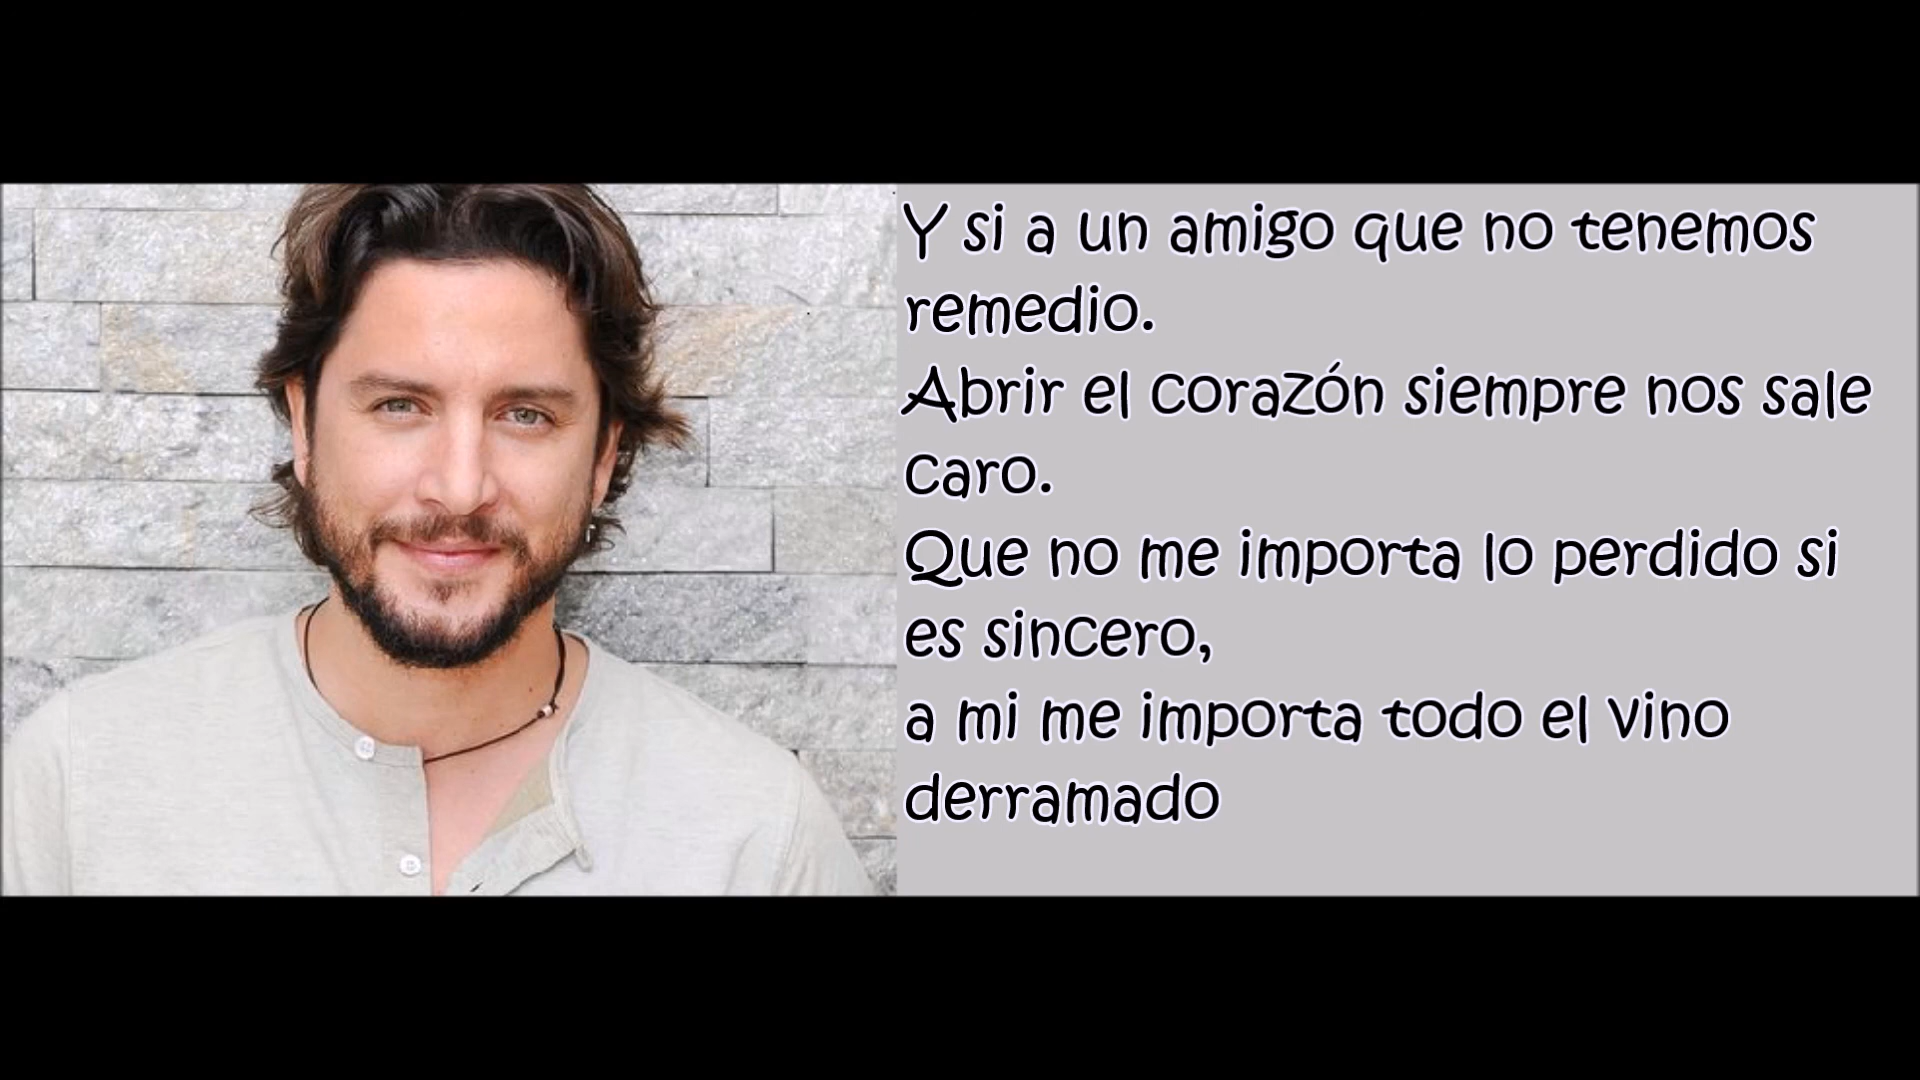 Y si a un amigo que no tenemos
remedio.
Abrir el corazón siempre nos sale
caro.
Que no me importa lo perdido si
es sincero,
a mi me importa todo el vino
derramado